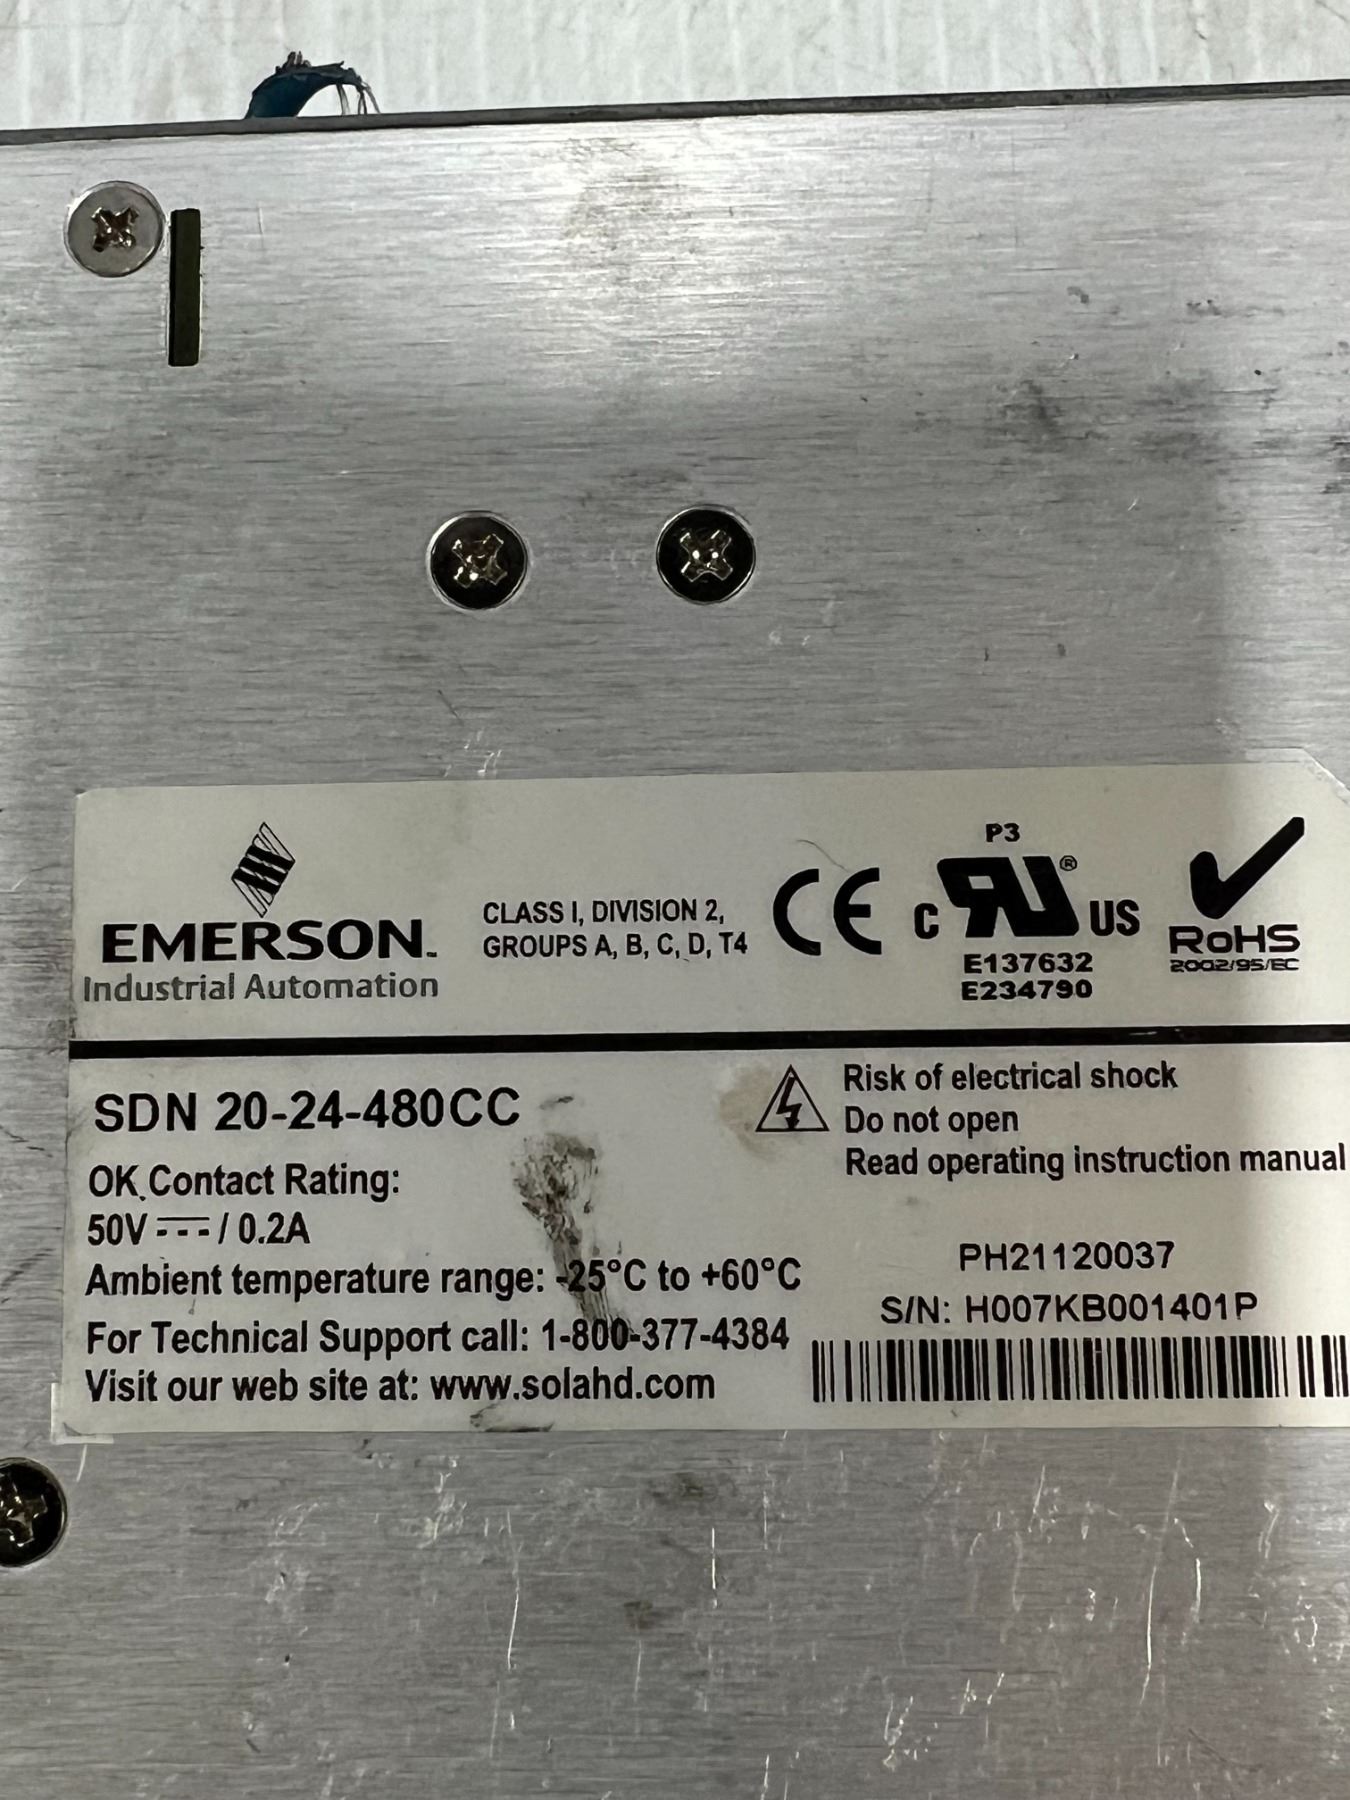 EMERSON™
Industrial Automation
CLASS I, DIVISION 2,
GROUPS A, B, C, D, T4
CE
P3
C RU® US
E137632
E234790
RoHS
2002/95/EC
SDN 20-24-480CC
OK Contact Rating:
50V ⎓ / 0.2A
Ambient temperature range: -25°C to +60°C
For Technical Support call: 1-800-377-4384
Visit our web site at: www.solahd.com
Risk of electrical shock
Do not open
Read operating instruction manual
PH21120037
S/N: H007KB001401P